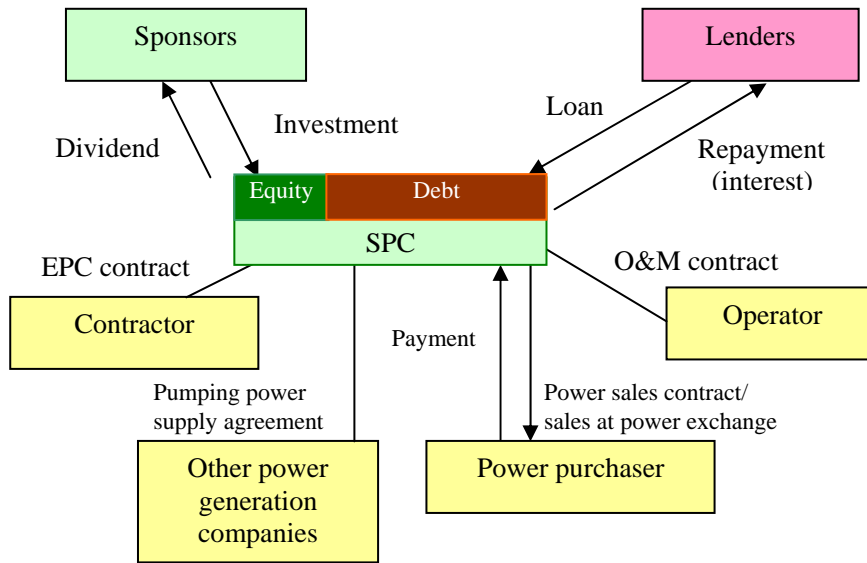 Sponsors
Lenders
Loan
Investment
Dividend
Repayment
(interest)
Equity
Debt
SPC
EPC contract
O&M contract
Contractor
Operator
Payment
Pumping power
supply agreement
Power sales contract/
sales at power exchange
Other power
generation
companies
Power purchaser